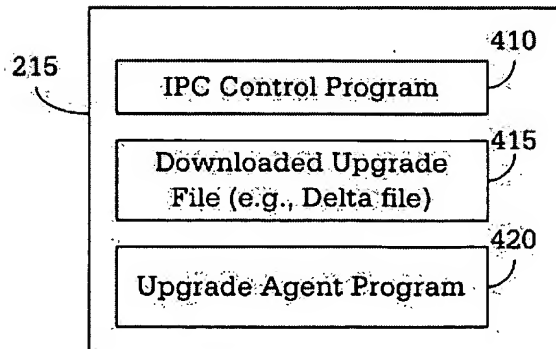 410
215
IPC Control Program
415
Downloaded Upgrade
File (e.g., Delta file)
420
Upgrade Agent Program